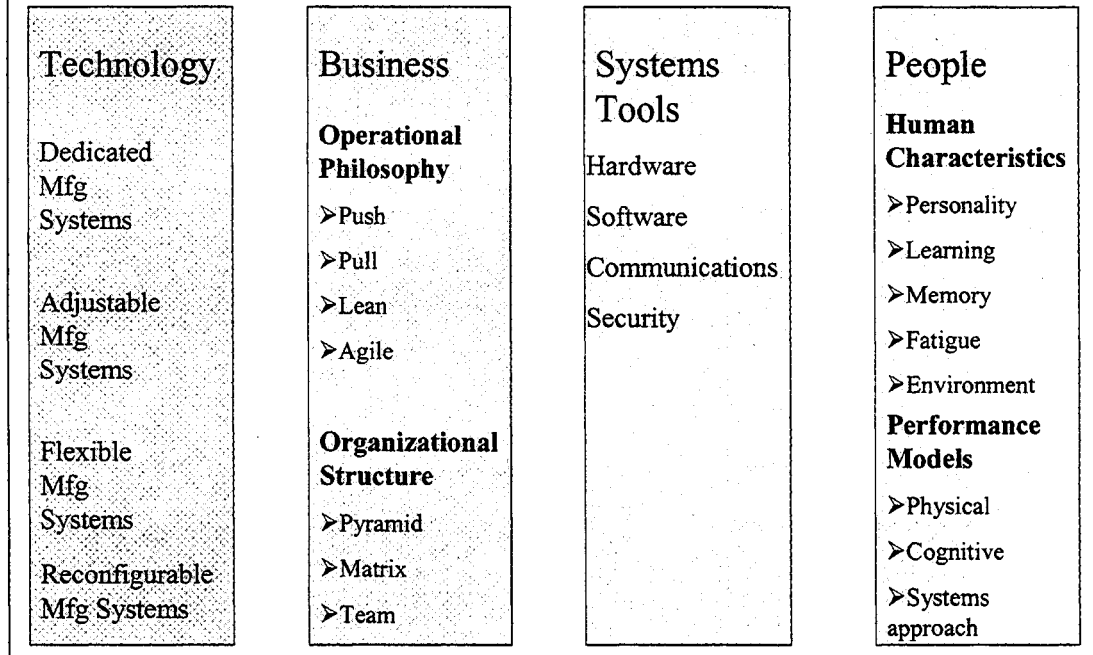 Technology
Dedicated
Mfg
Systems
Adjustable
Mfg
Systems
Flexible
Mfg
Systems
Reconfigurable
Mfg Systems
Business
Operational
Philosophy
➢Push
➢Pull
➢Lean
➢Agile
Organizational
Structure
➢Pyramid
➢Matrix
➢Team
Systems
Tools
Hardware
Software
Communications
Security
People
Human
Characteristics
➢Personality
➢Learning
➢Memory
➢Fatigue
➢Environment
Performance
Models
➢Physical
➢Cognitive
➢Systems
approach